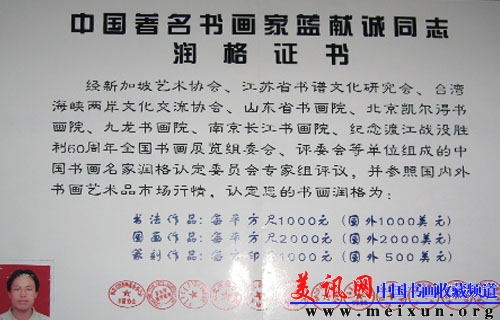 中国著名书画家蓝献诚同志
润格证书
经新加坡艺术协会、江苏省书谱文化研究会、台湾
海峡两岸文化交流协会、山东省书画院、北京凯尔得书
画院、九龙书画院、南京长江书画院、纪念渡江战役胜
利60周年全国书画展览组委会、评委会等单位组成的中
国书画名家润格认定委员会专家组评议，并参照国内外
书画艺术品市场行情，认定您的书画润格为：
书法作品：每平方尺1000元（国外1000美元）
国画作品：每平方尺2000元（国外2000美元）
篆刻作品：每方印章1000元（国外500美元）
美讯网中国书画收藏频道
www.meixun.org